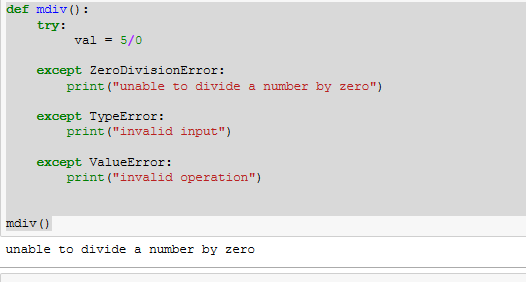 def mdiv():
    try:
         val = 5/0
    except ZeroDivisionError:
        print("unable to divide a number by zero")
    except TypeError:
        print("invalid input")
    except ValueError:
        print("invalid operation")
mdiv()
unable to divide a number by zero